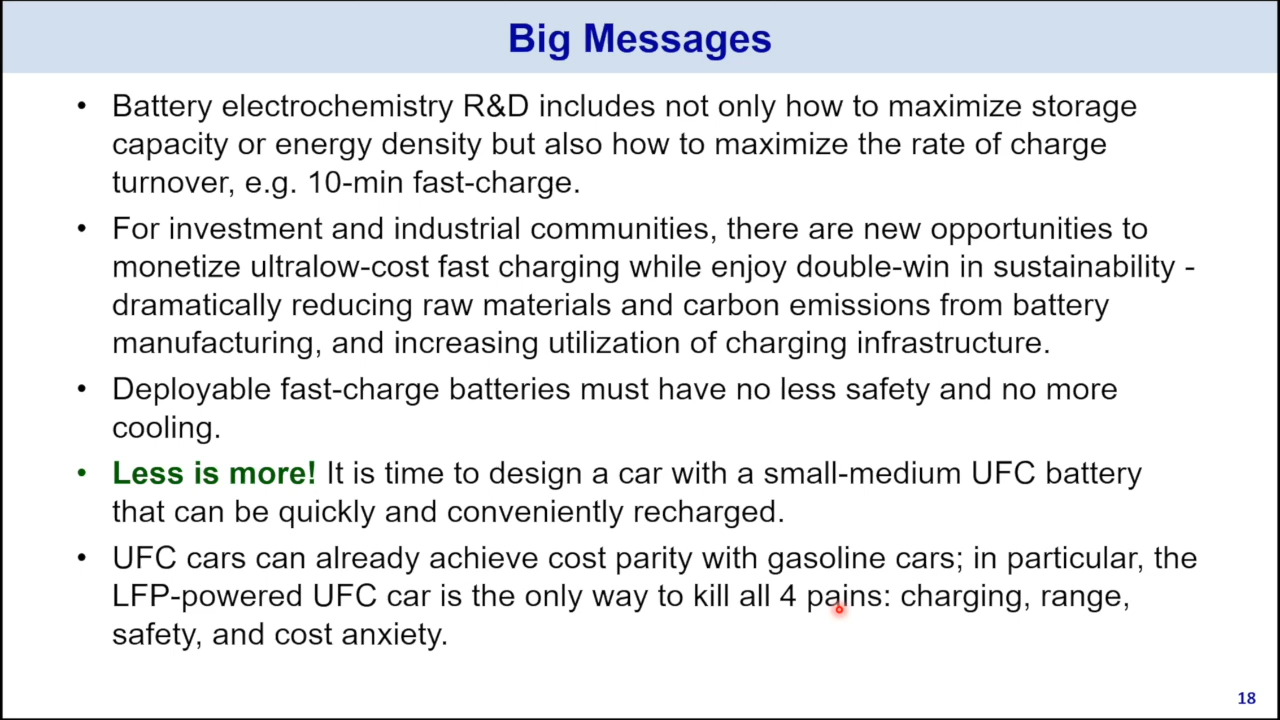 Big Messages
• Battery electrochemistry R&D includes not only how to maximize storage
capacity or energy density but also how to maximize the rate of charge
turnover, e.g. 10-min fast-charge.
• For investment and industrial communities, there are new opportunities to
monetize ultralow-cost fast charging while enjoy double-win in sustainability -
dramatically reducing raw materials and carbon emissions from battery
manufacturing, and increasing utilization of charging infrastructure.
• Deployable fast-charge batteries must have no less safety and no more
cooling.
• Less is more! It is time to design a car with a small-medium UFC battery
that can be quickly and conveniently recharged.
• UFC cars can already achieve cost parity with gasoline cars; in particular, the
LFP-powered UFC car is the only way to kill all 4 pains: charging, range,
safety, and cost anxiety.
18